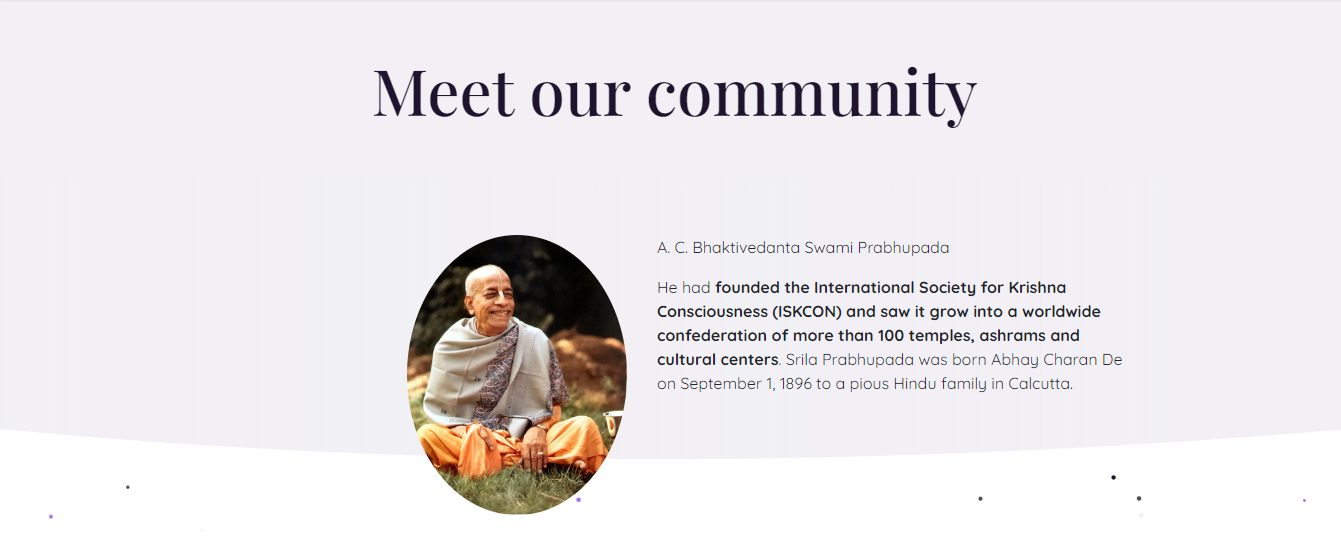 Meet our community
A. C. Bhaktivedanta Swami Prabhupada
He had founded the International Society for Krishna
Consciousness (ISKCON) and saw it grow into a worldwide
confederation of more than 100 temples, ashrams and
cultural centers. Srila Prabhupada was born Abhay Charan De
on September 1, 1896 to a pious Hindu family in Calcutta.